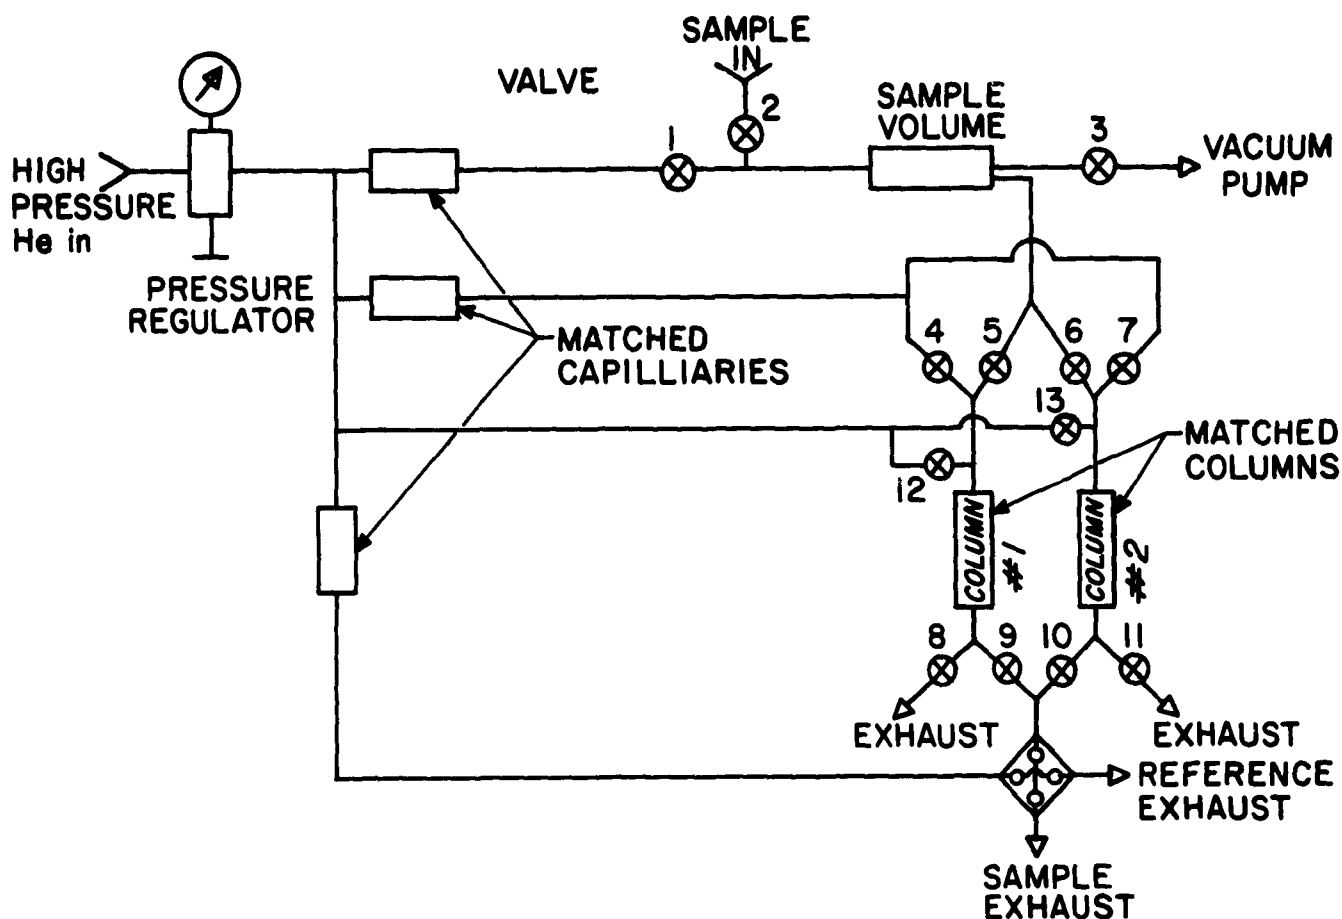 SAMPLE
IN
VALVE
2
SAMPLE
VOLUME
1
3
HIGH
PRESSURE
He in
VACUUM
PUMP
PRESSURE
REGULATOR
MATCHED
CAPILLIARIES
4
5
6
7
13
MATCHED
COLUMNS
12
COLUMN
#1
COLUMN
#2
8
9
10
11
EXHAUST
EXHAUST
REFERENCE
EXHAUST
SAMPLE
EXHAUST